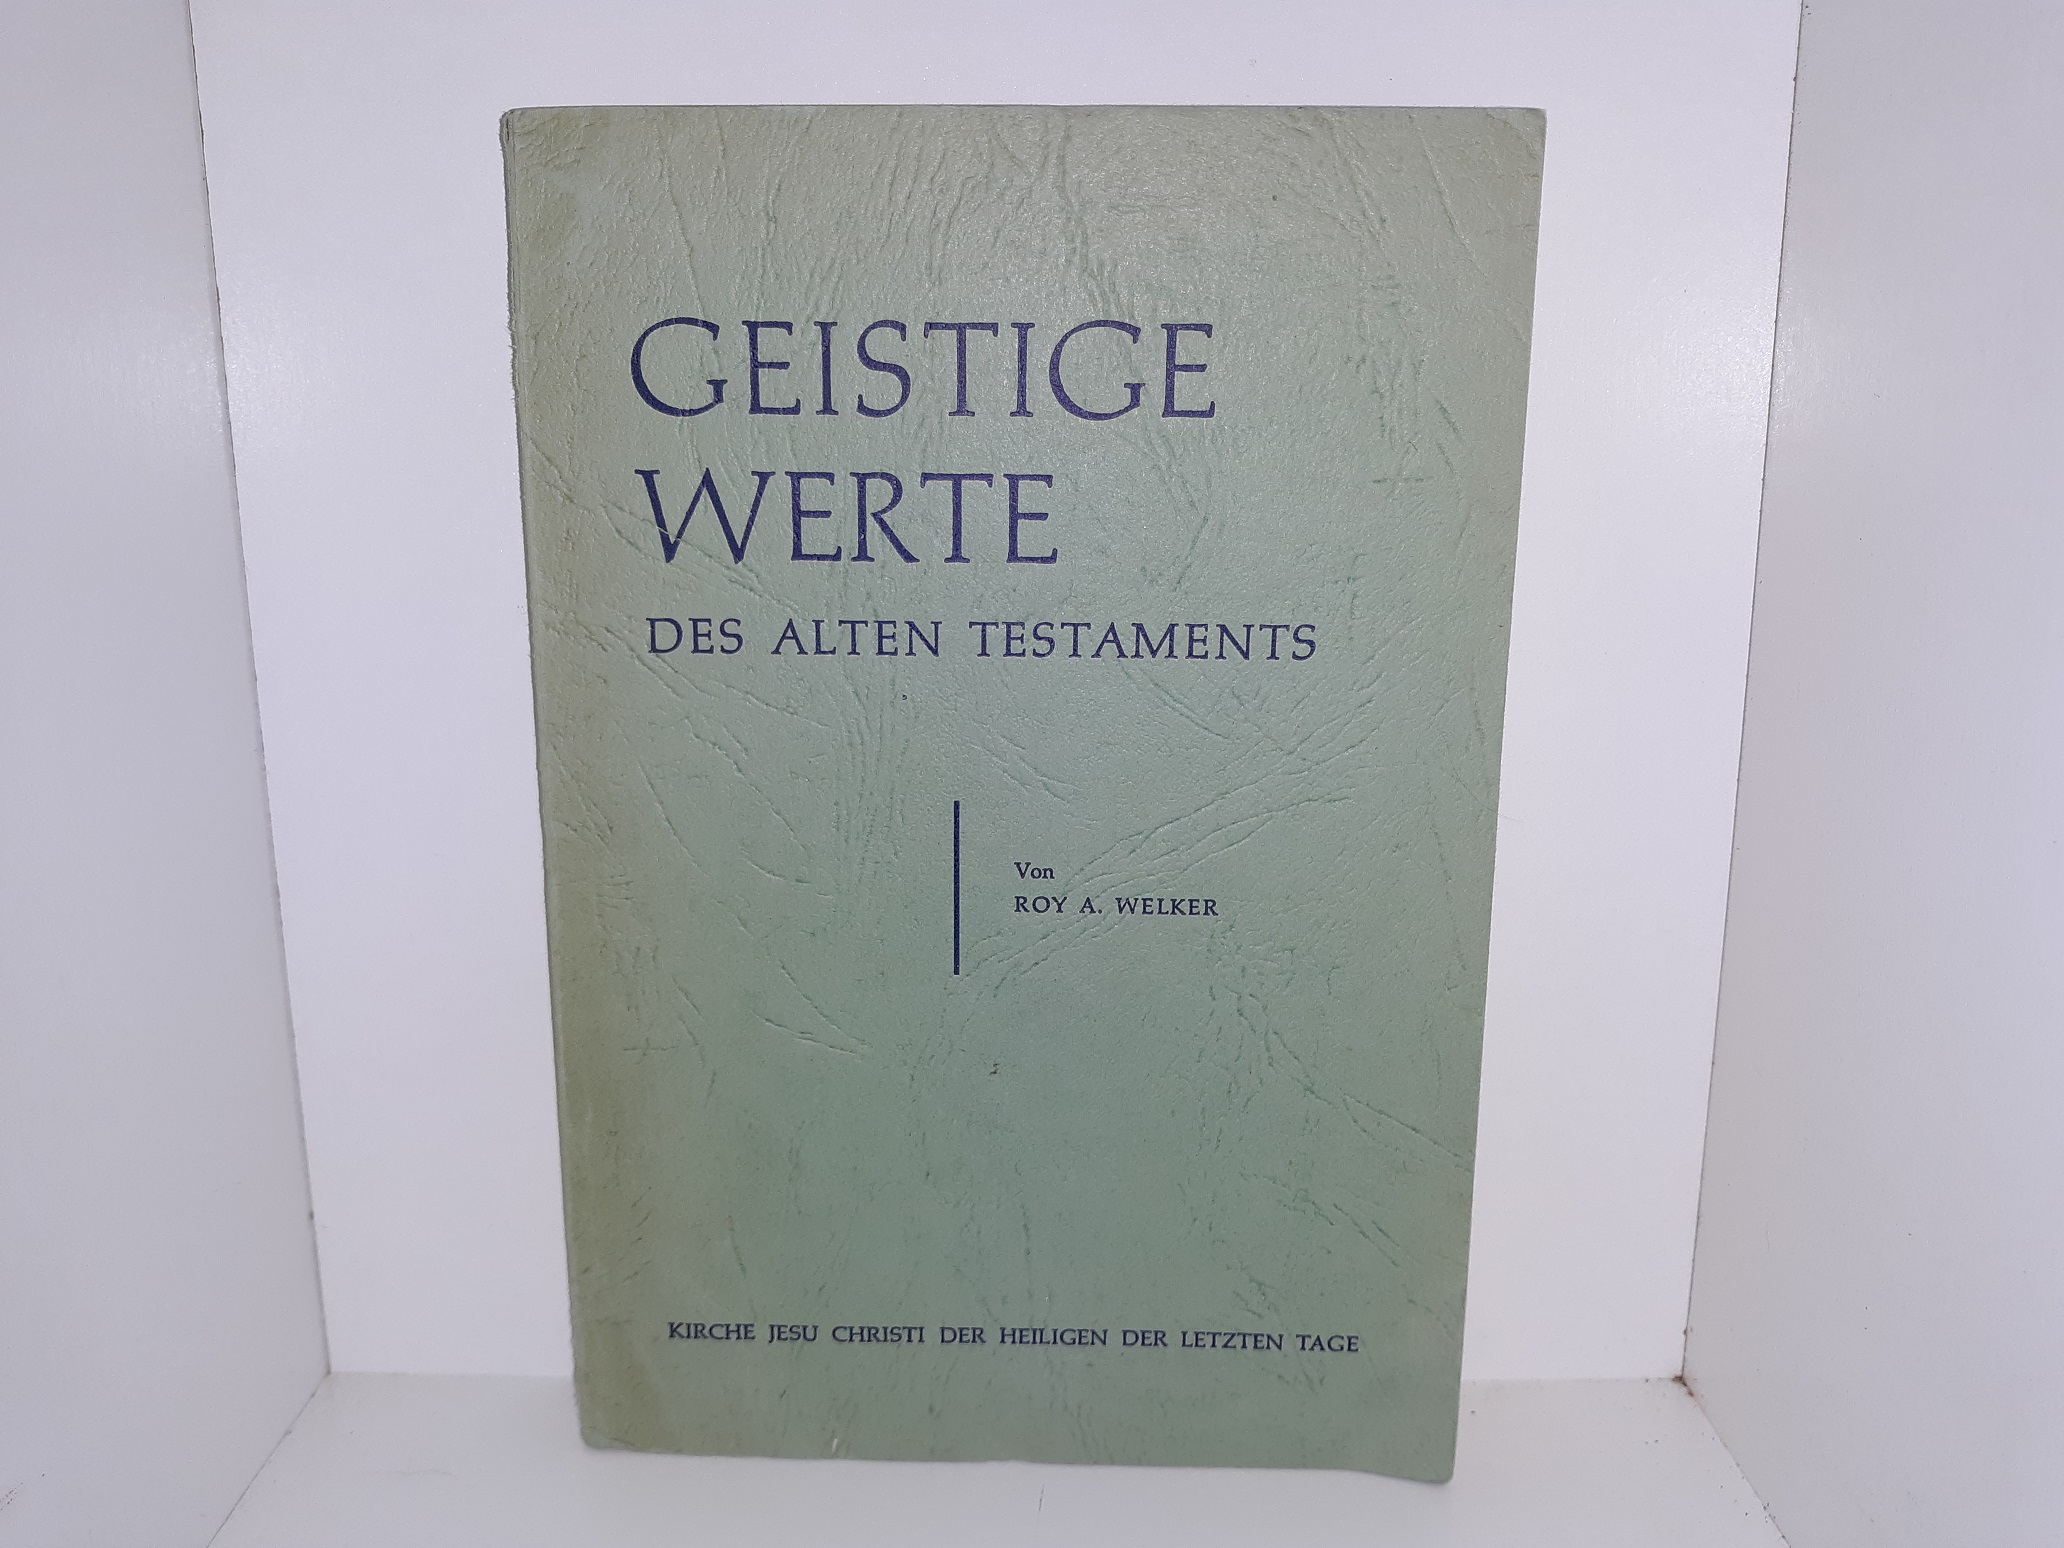 GEISTIGE
WERTE
DES ALTEN TESTAMENTS
Von
ROY A. WELKER
KIRCHE JESU CHRISTI DER HEILIGEN DER LETZTEN TAGE